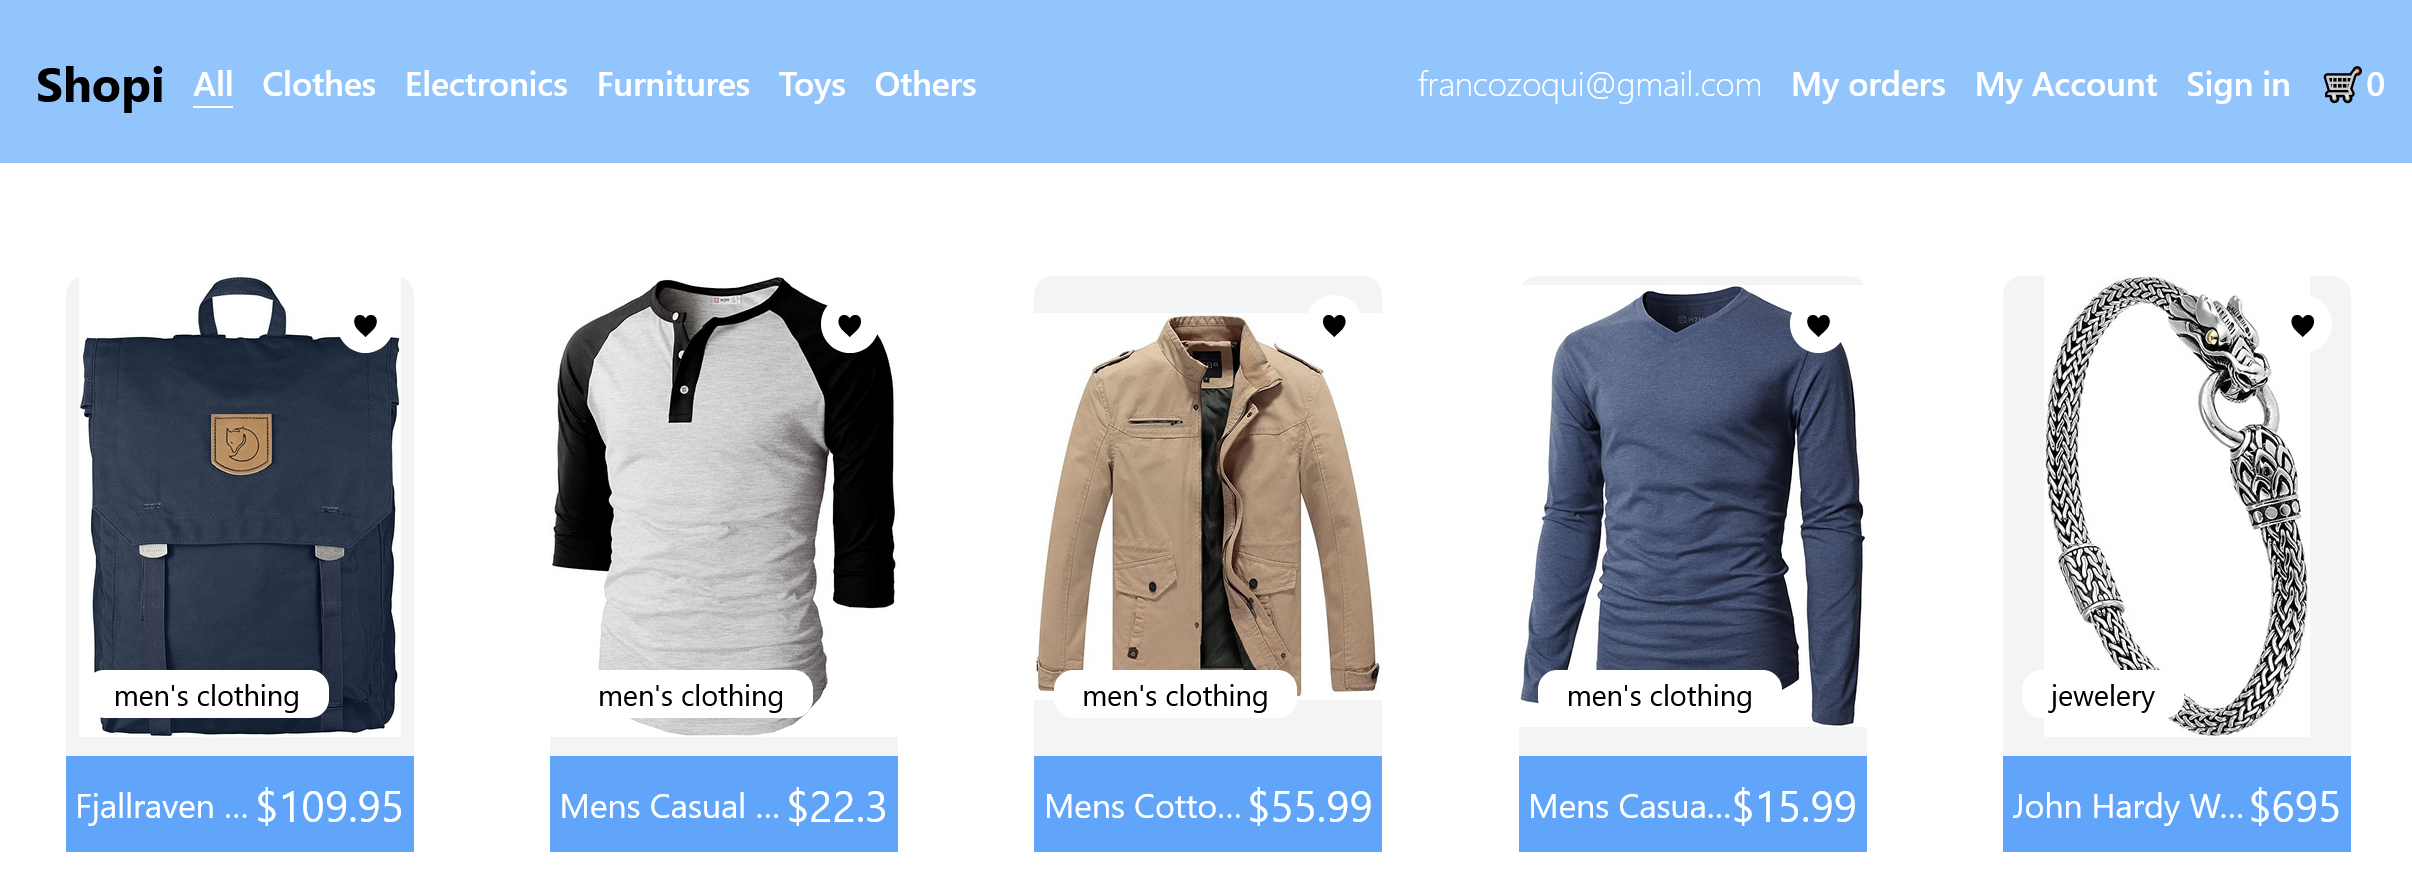 Shopi All Clothes Electronics Furnitures Toys Others francozoqui@gmail.com My orders My Account Sign in 0
men's clothing men's clothing men's clothing men's clothing jewelery
Fjallraven ... $109.95 Mens Casual ... $22.3 Mens Cotto... $55.99 Mens Casua... $15.99 John Hardy W... $695